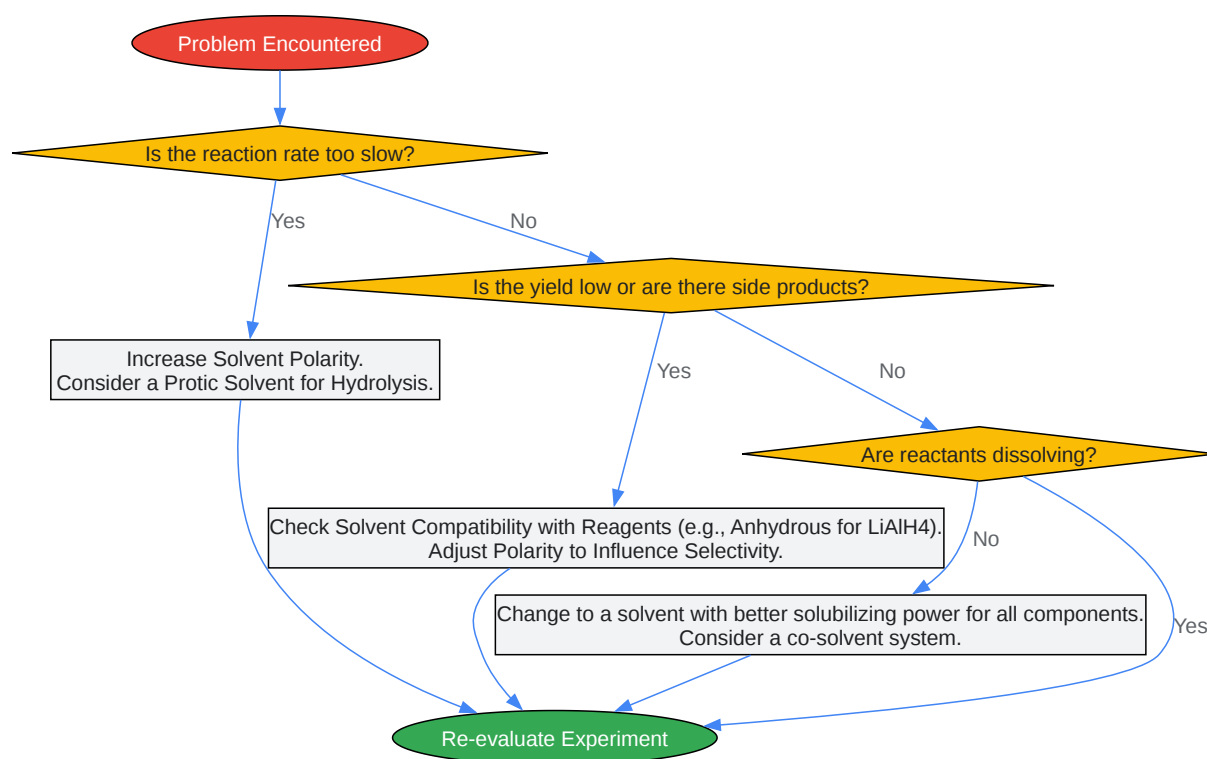 Problem Encountered
Is the reaction rate too slow?
Yes
No
Is the yield low or are there side products?
Increase Solvent Polarity.
Consider a Protic Solvent for Hydrolysis.
Yes
No
Are reactants dissolving?
Check Solvent Compatibility with Reagents (e.g., Anhydrous for LiAlH4).
Adjust Polarity to Influence Selectivity.
No
Change to a solvent with better solubilizing power for all components.
Consider a co-solvent system.
Yes
Re-evaluate Experiment